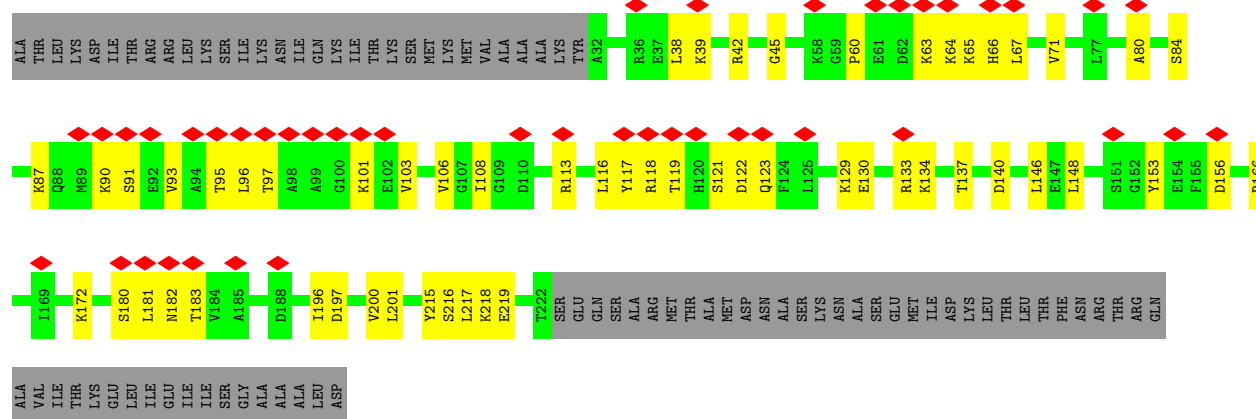 ALA THR LEU LYS ASP ILE THR ARG ARG LEU LYS SER ILE LYS ASN ILE GLN LYS ILE THR LYS SER MET LYS MET VAL ALA ALA ALA LYS TYR A32 R36 E37 L38 K39 R42 G45 K58 G59 P60 E61 D62 K63 K64 K65 H66 L67 V71 L77 A80 S84
K87 Q88 M89 K90 S91 E92 V93 A94 T95 L96 T97 A98 A99 G100 K101 E102 V103 V106 G107 I108 G109 D110 R113 L116 Y117 R118 T119 H120 S121 D122 Q123 F124 L125 K129 E130 R133 K134 T137 D140 L146 E147 L148 S151 G152 Y153 E154 F155 D156
I169 K172 S180 L181 N182 T183 V184 A185 D188 I196 D197 V200 L201 Y215 S216 L217 K218 E219 T222 SER GLU GLN SER ALA ARG MET THR ALA MET ASP ASN ALA SER LYS ASN ALA SER GLU MET ILE ASP LYS LEU THR LEU THR PHE ASN ARG THR ARG GLN
ALA VAL ILE THR LYS GLU LEU ILE GLU ILE ILE SER GLY ALA ALA ALA LEU ASP